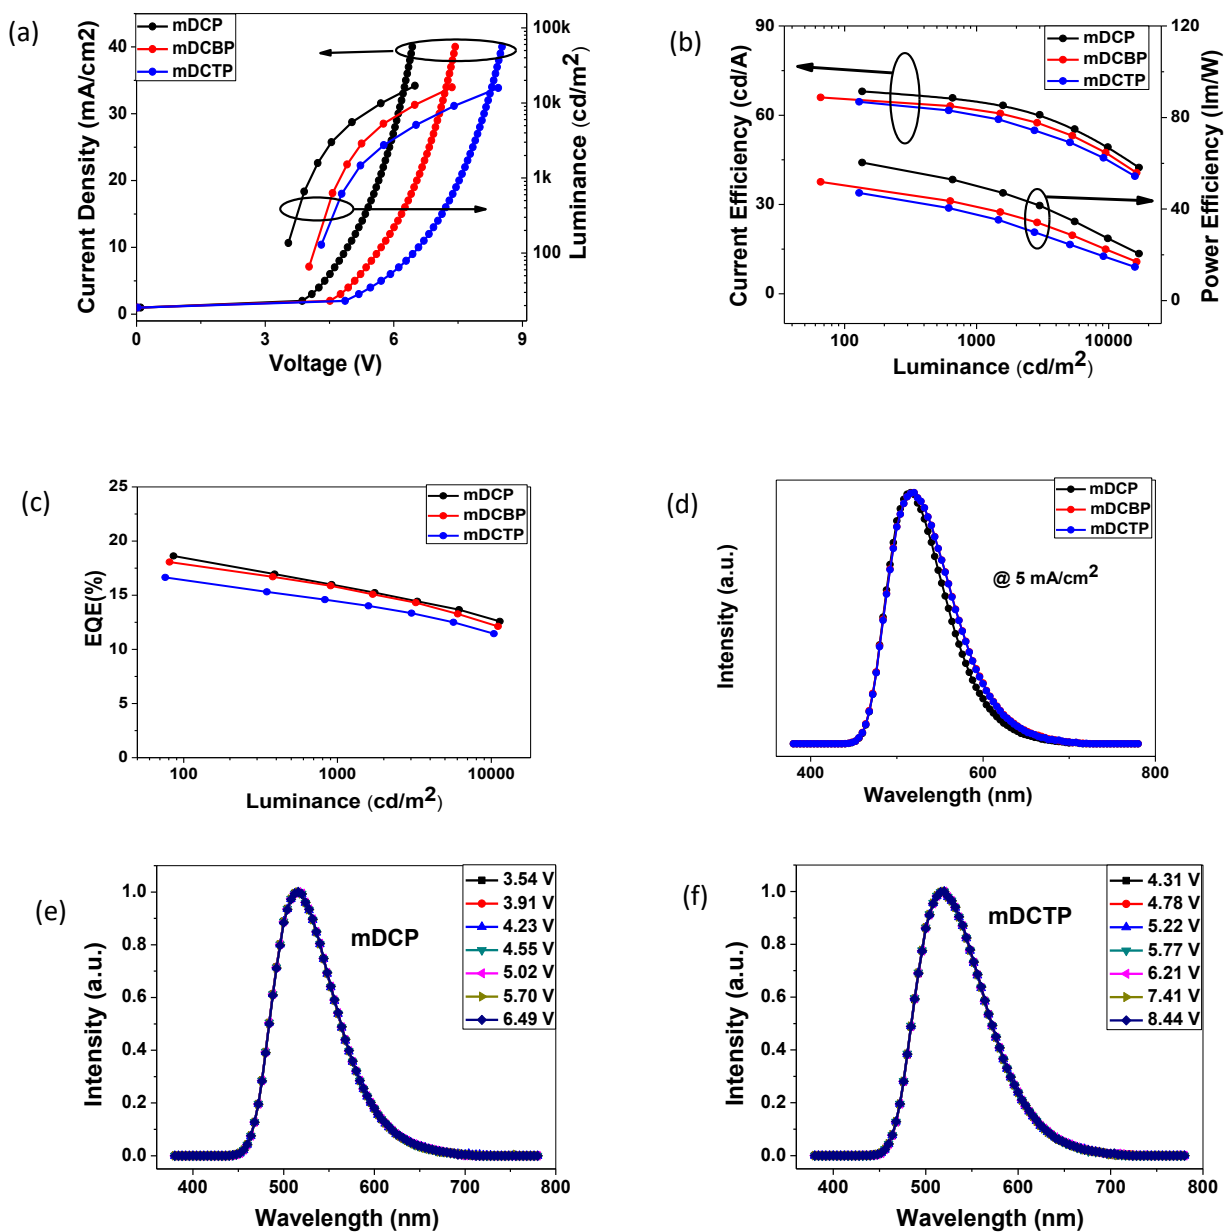 (a)
mDCP
mDCBP
mDCTP
Current Density (mA/cm2)
40
35
30
25
20
15
10
5
0
0
3
6
9
Voltage (V)
100k
10k
1k
100
Luminance (cd/m²)
(b)
mDCP
mDCBP
mDCTP
Current Efficiency (cd/A)
90
60
30
0
100
1000
10000
Luminance (cd/m²)
120
80
40
0
Power Efficiency (lm/W)
(c)
mDCP
mDCBP
mDCTP
EQE(%)
25
20
15
10
5
0
100
1000
10000
Luminance (cd/m²)
(d)
mDCP
mDCBP
mDCTP
@ 5 mA/cm²
Intensity (a.u.)
400
600
800
Wavelength (nm)
(e)
mDCP
3.54 V
3.91 V
4.23 V
4.55 V
5.02 V
5.70 V
6.49 V
Intensity (a.u.)
1.0
0.8
0.6
0.4
0.2
0.0
400
500
600
700
800
Wavelength (nm)
(f)
mDCTP
4.31 V
4.78 V
5.22 V
5.77 V
6.21 V
7.41 V
8.44 V
Intensity (a.u.)
1.0
0.8
0.6
0.4
0.2
0.0
400
500
600
700
800
Wavelength (nm)